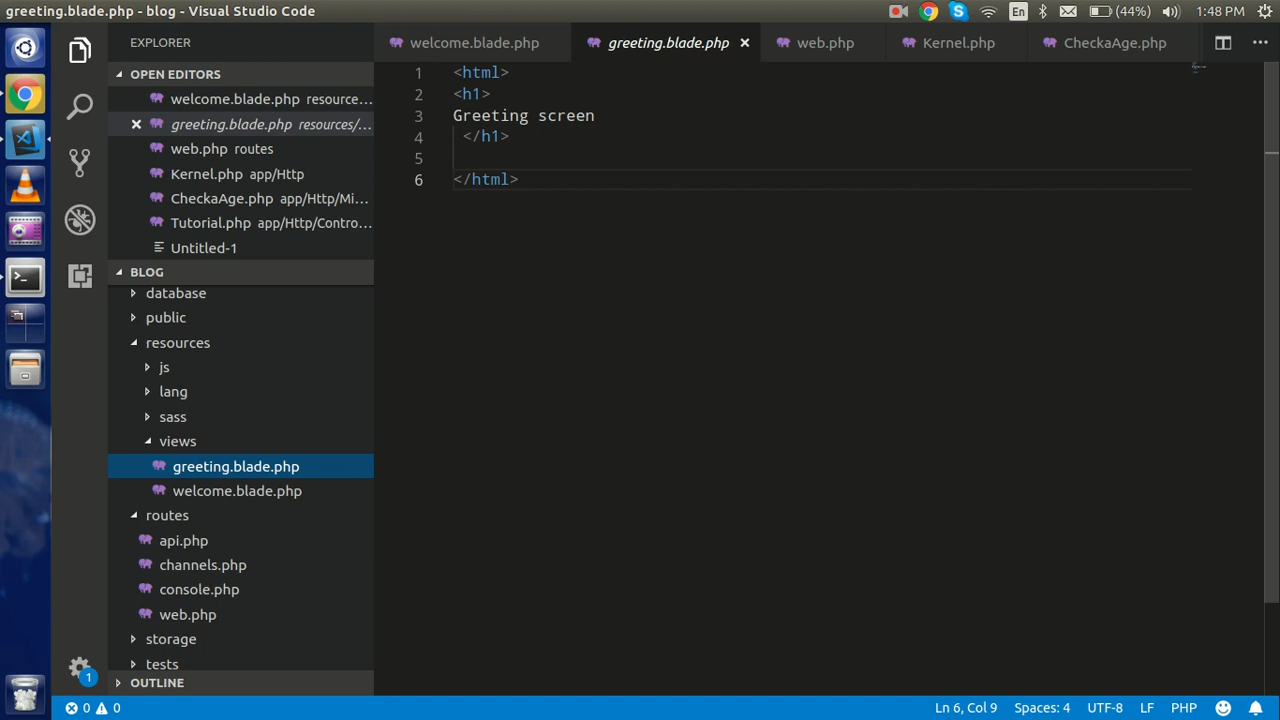 greeting.blade.php - blog - Visual Studio Code
En
(44%)
1:48 PM
EXPLORER
OPEN EDITORS
welcome.blade.php resource...
greeting.blade.php resources/...
web.php routes
Kernel.php app/Http
CheckaAge.php app/Http/Mi...
Tutorial.php app/Http/Contro...
Untitled-1
BLOG
database
public
resources
js
lang
sass
views
greeting.blade.php
welcome.blade.php
routes
api.php
channels.php
console.php
web.php
storage
tests
OUTLINE
1
welcome.blade.php
greeting.blade.php
web.php
Kernel.php
CheckaAge.php
1 <html>
2 <h1>
3 Greeting screen
4 </h1>
5
6 </html>
0 0
Ln 6, Col 9
Spaces: 4
UTF-8
LF
PHP